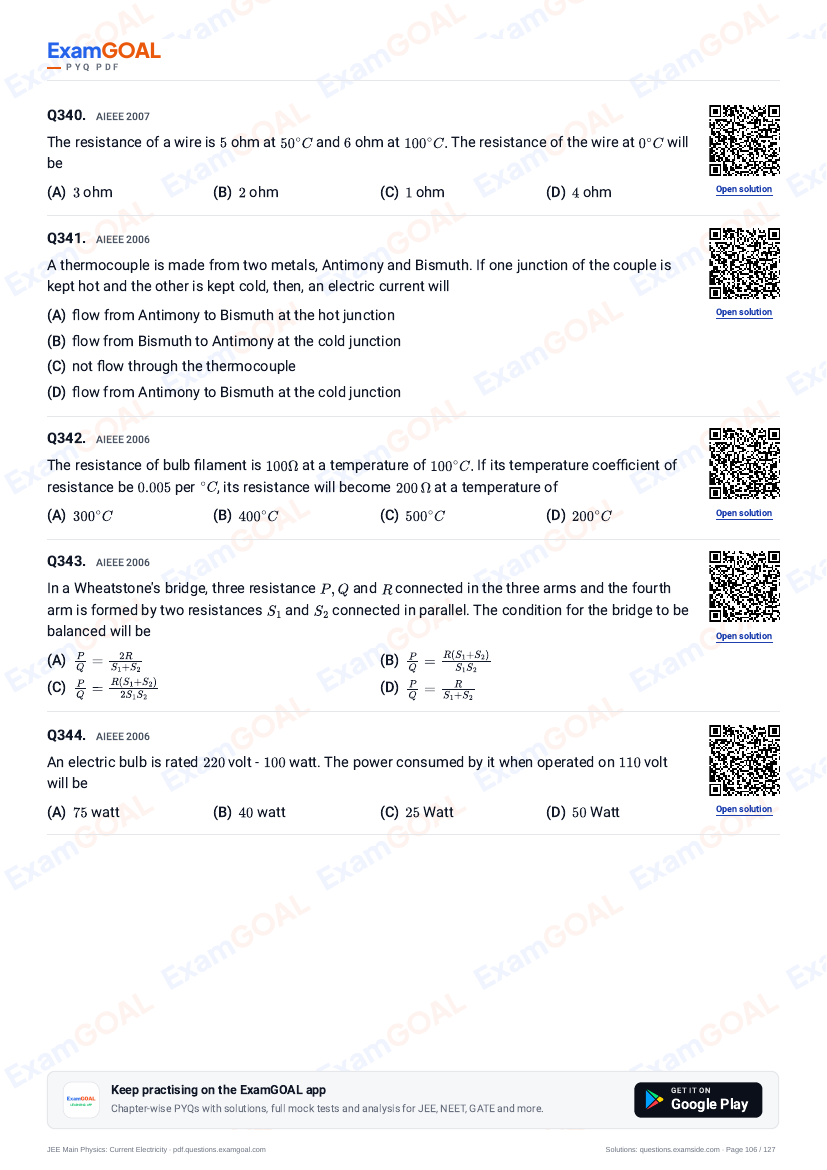 ExamGOAL
PYQ PDF
Q340. AIEEE 2007
The resistance of a wire is 5 ohm at 50°C and 6 ohm at 100°C. The resistance of the wire at 0°C will
be
(A) 3 ohm (B) 2 ohm (C) 1 ohm (D) 4 ohm
Open solution
Q341. AIEEE 2006
A thermocouple is made from two metals, Antimony and Bismuth. If one junction of the couple is
kept hot and the other is kept cold, then, an electric current will
(A) flow from Antimony to Bismuth at the hot junction
(B) flow from Bismuth to Antimony at the cold junction
(C) not flow through the thermocouple
(D) flow from Antimony to Bismuth at the cold junction
Open solution
Q342. AIEEE 2006
The resistance of bulb filament is 100Ω at a temperature of 100°C. If its temperature coefficient of
resistance be 0.005 per °C, its resistance will become 200 Ω at a temperature of
(A) 300°C (B) 400°C (C) 500°C (D) 200°C
Open solution
Q343. AIEEE 2006
In a Wheatstone's bridge, three resistance P, Q and R connected in the three arms and the fourth
arm is formed by two resistances S₁ and S₂ connected in parallel. The condition for the bridge to be
balanced will be
(A) P/Q = 2R/(S₁+S₂) (B) P/Q = R(S₁+S₂)/(S₁S₂)
(C) P/Q = R(S₁+S₂)/(2S₁S₂) (D) P/Q = R/(S₁+S₂)
Open solution
Q344. AIEEE 2006
An electric bulb is rated 220 volt - 100 watt. The power consumed by it when operated on 110 volt
will be
(A) 75 watt (B) 40 watt (C) 25 Watt (D) 50 Watt
Open solution
Keep practising on the ExamGOAL app
Chapter-wise PYQs with solutions, full mock tests and analysis for JEE, NEET, GATE and more.
GET IT ON
Google Play
JEE Main Physics: Current Electricity · pdf.questions.examgoal.com
Solutions: questions.examside.com · Page 106 / 127